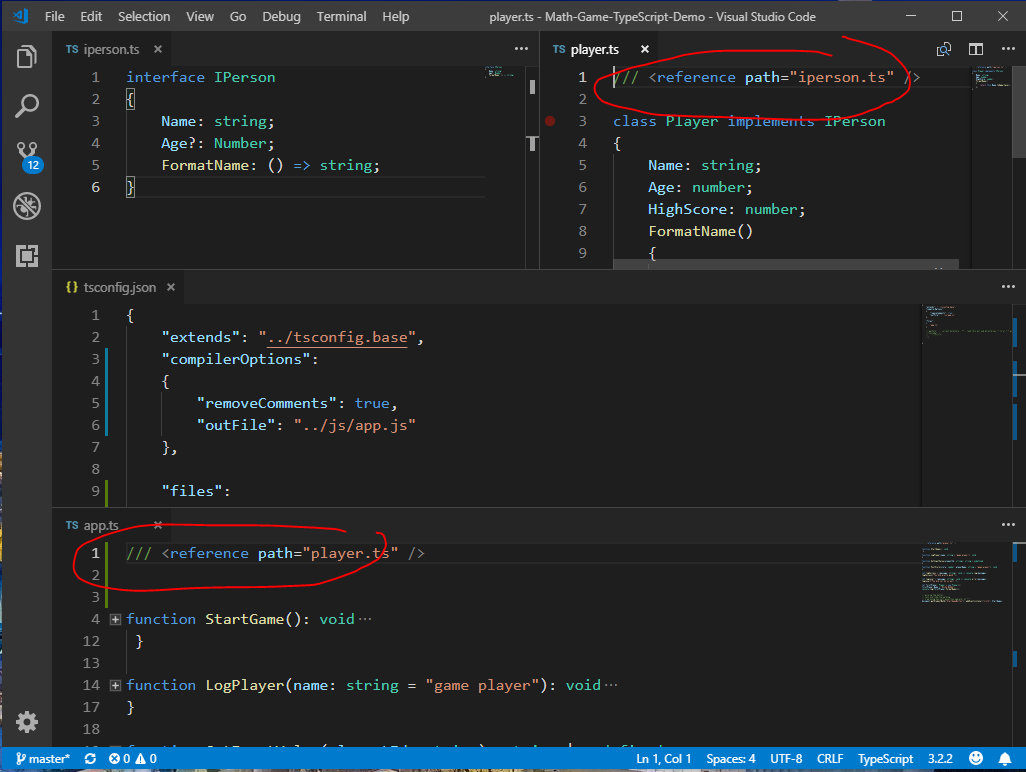 File Edit Selection View Go Debug Terminal Help player.ts - Math-Game-TypeScript-Demo - Visual Studio Code
TS iperson.ts
1 interface IPerson
2 {
3 Name: string;
4 Age?: Number;
5 FormatName: () => string;
6 }
TS player.ts
1 /// <reference path="iperson.ts" />
2
3 class Player implements IPerson
4 {
5 Name: string;
6 Age: number;
7 HighScore: number;
8 FormatName()
9 {
12
{} tsconfig.json
1 {
2 "extends": "../tsconfig.base",
3 "compilerOptions":
4 {
5 "removeComments": true,
6 "outFile": "../js/app.js"
7 },
8
9 "files":
TS app.ts
1 /// <reference path="player.ts" />
2
3
4 function StartGame(): void
12 }
13
14 function LogPlayer(name: string = "game player"): void
17 }
18
master* 0 0 Ln 1, Col 1 Spaces: 4 UTF-8 CRLF TypeScript 3.2.2